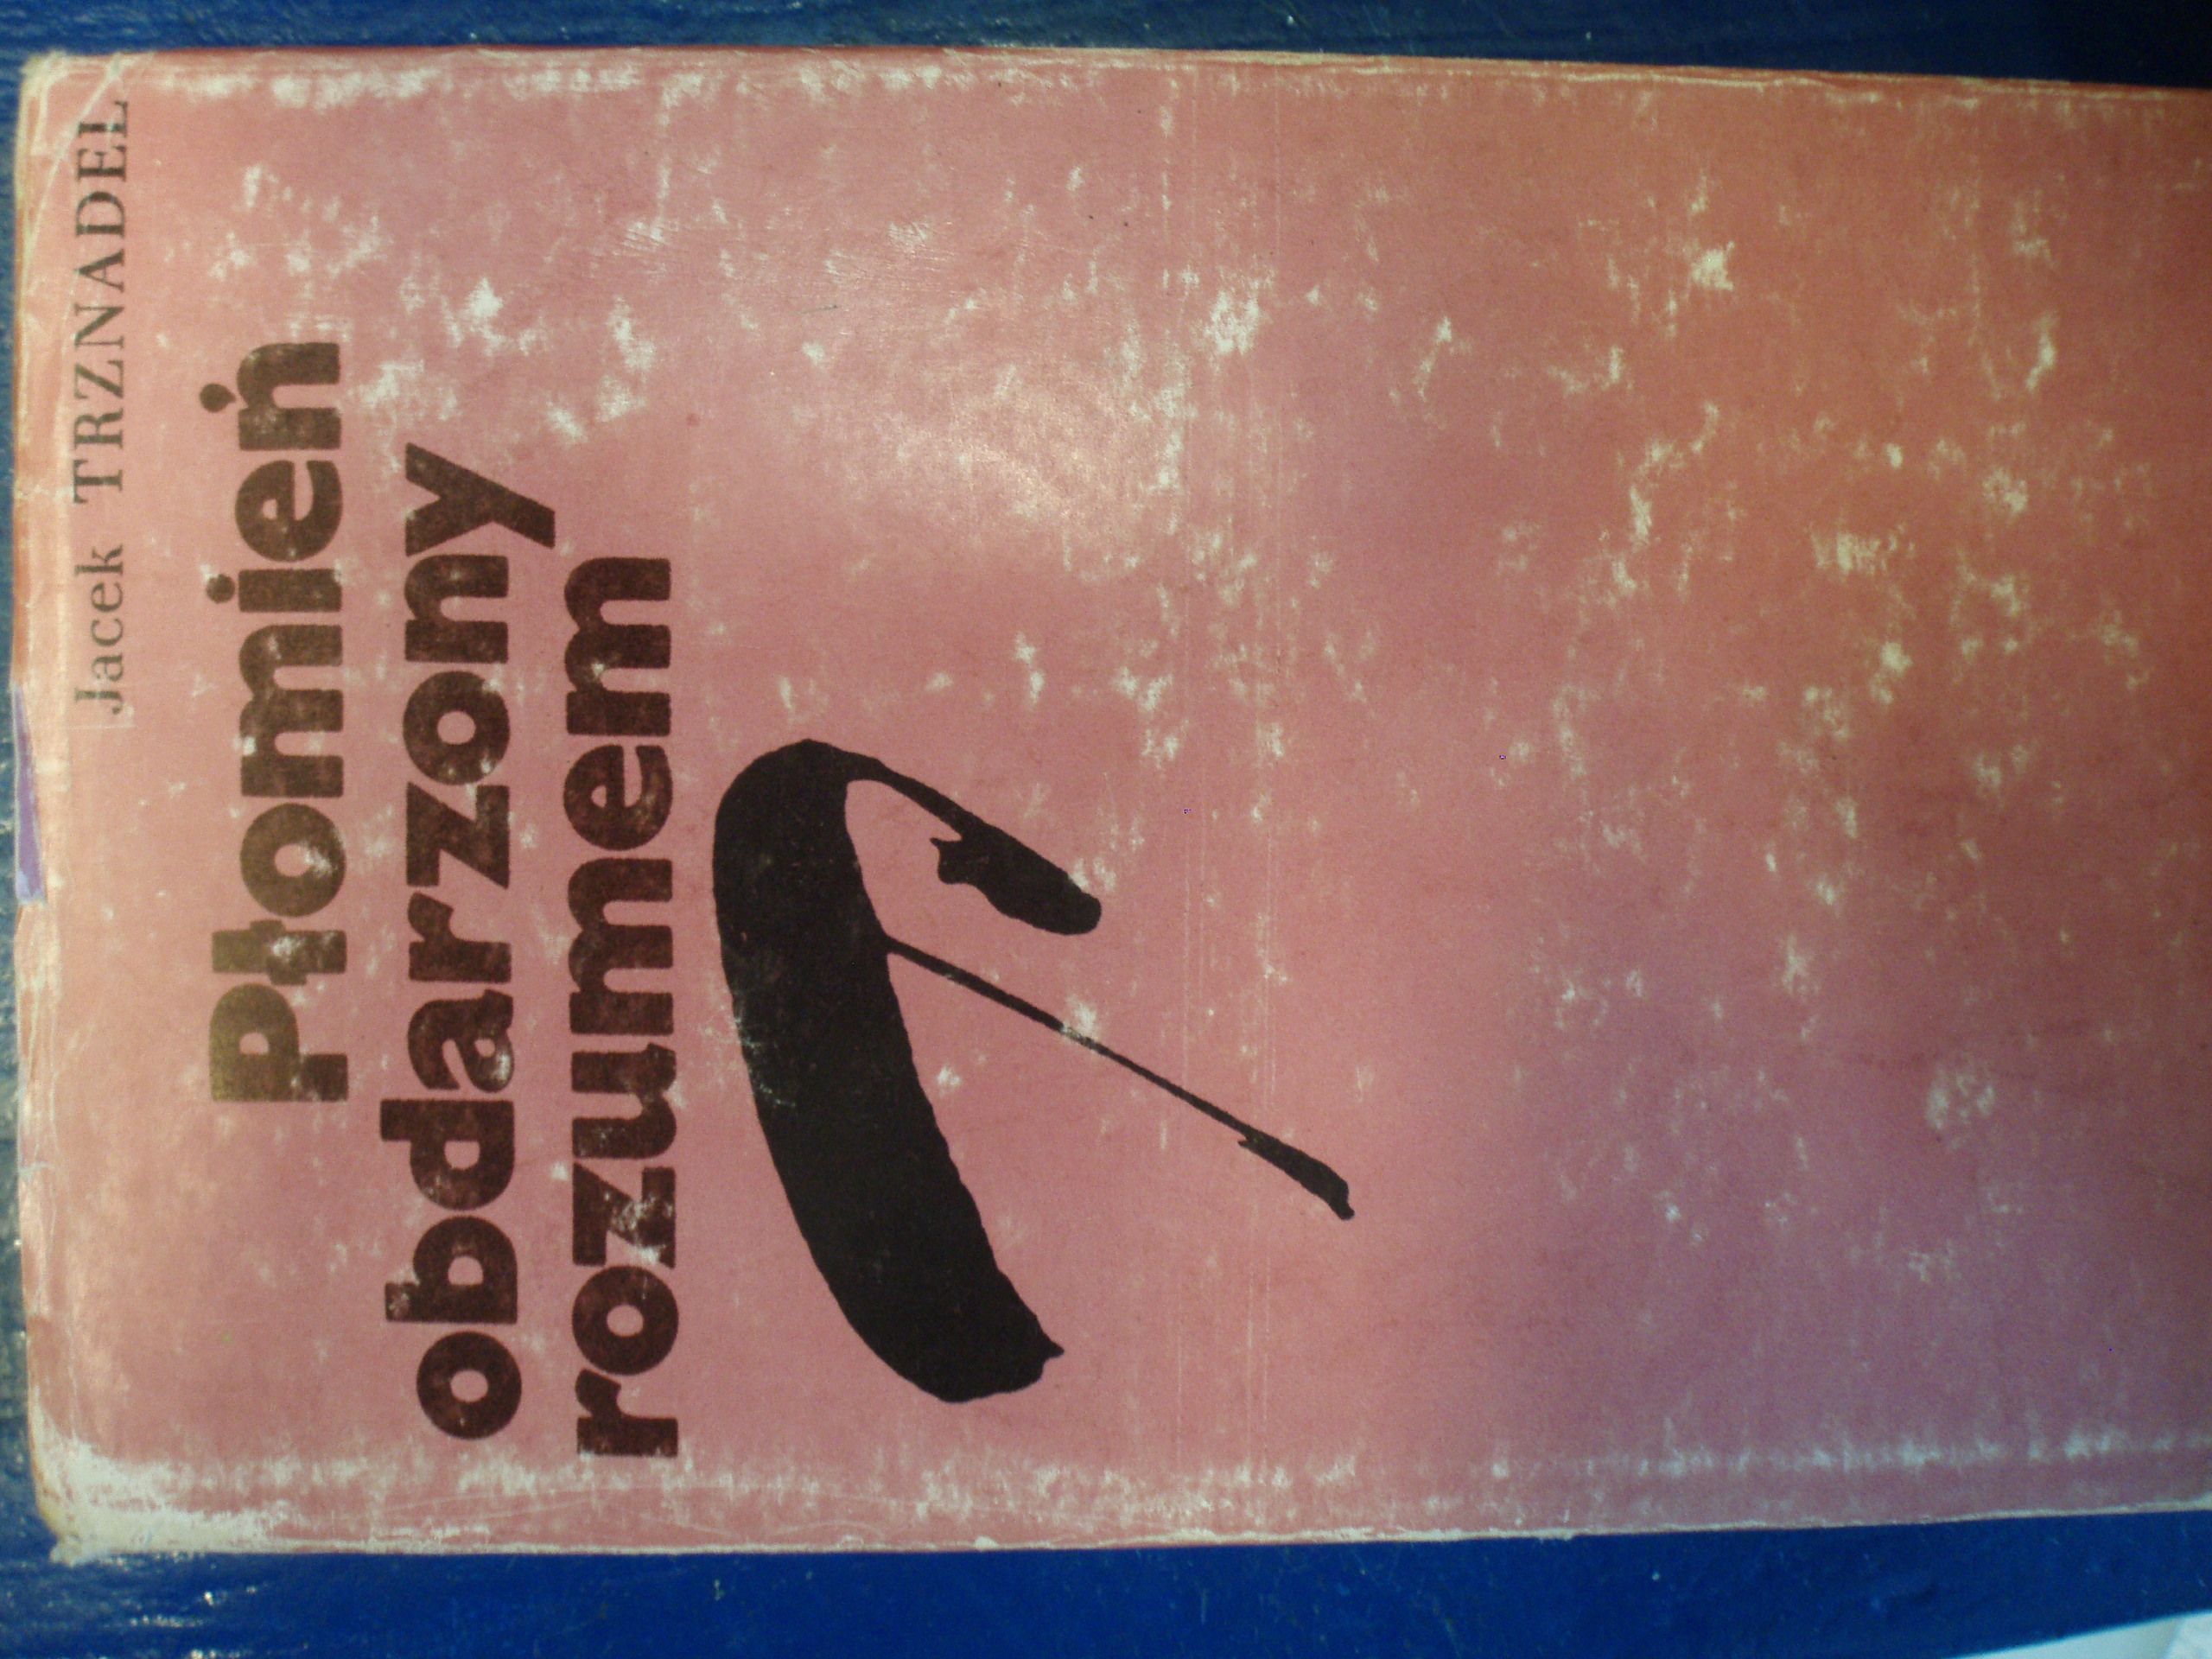 Jacek TRZNADEL
Płomień
obdarzony
rozumem